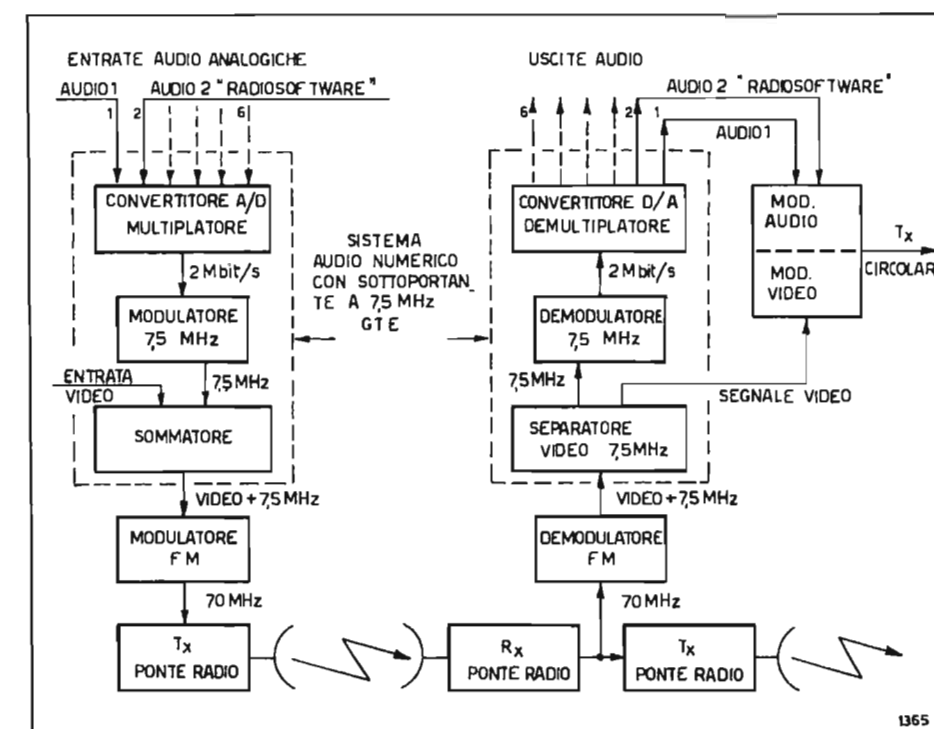 ENTRATE AUDIO ANALOGICHE
AUDIO 1
AUDIO 2 "RADIOSOFTWARE"
1
2
6
CONVERTITORE A/D
MULTIPLATORE
2 Mbit/s
MODULATORE
7,5 MHz
ENTRATA
VIDEO
7,5 MHz
SOMMATORE
VIDEO + 7,5 MHz
MODULATORE
FM
70 MHz
Tx
PONTE RADIO
SISTEMA
AUDIO NUMERICO
CON SOTTOPORTAN_
TE A 7,5 MHz
GTE
USCITE AUDIO
AUDIO 2 "RADIOSOFTWARE"
6
2
1
AUDIO 1
CONVERTITORE D/A
DEMULTIPLATORE
2 Mbit/s
DEMODULATORE
7,5 MHz
7,5 MHz
SEPARATORE
VIDEO 7,5MHz
VIDEO + 7,5 MHz
DEMODULATORE
FM
70 MHz
Rx
PONTE RADIO
Tx
PONTE RADIO
MOD.
AUDIO
MOD.
VIDEO
Tx
CIRCOLAR
SEGNALE VIDEO
1365